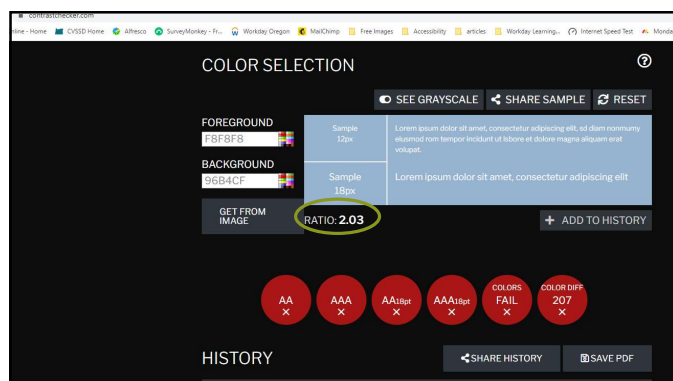 contrastchecker.com
nline - Home CVSSD Home Alfresco SurveyMonkey - Fr... Workday Oregon MailChimp Free Images Accessibility articles Workday Learning... Internet Speed Test Monda
COLOR SELECTION
SEE GRAYSCALE SHARE SAMPLE RESET
FOREGROUND
F8F8F8
BACKGROUND
96B4CF
GET FROM
IMAGE
Sample
12px
Lorem ipsum dolor sit amet, consectetur adipiscing elit, sd diam nonmumy
eiusmod rom tempor incidunt ut labore et dolore magna aliquam erat
volupat.
Sample
18px
Lorem ipsum dolor sit amet, consectetur adipiscing elit
RATIO: 2.03
+ ADD TO HISTORY
AA
×
AAA
×
AA18pt
×
AAA18pt
×
COLORS
FAIL
×
COLOR DIFF
207
×
HISTORY
SHARE HISTORY SAVE PDF